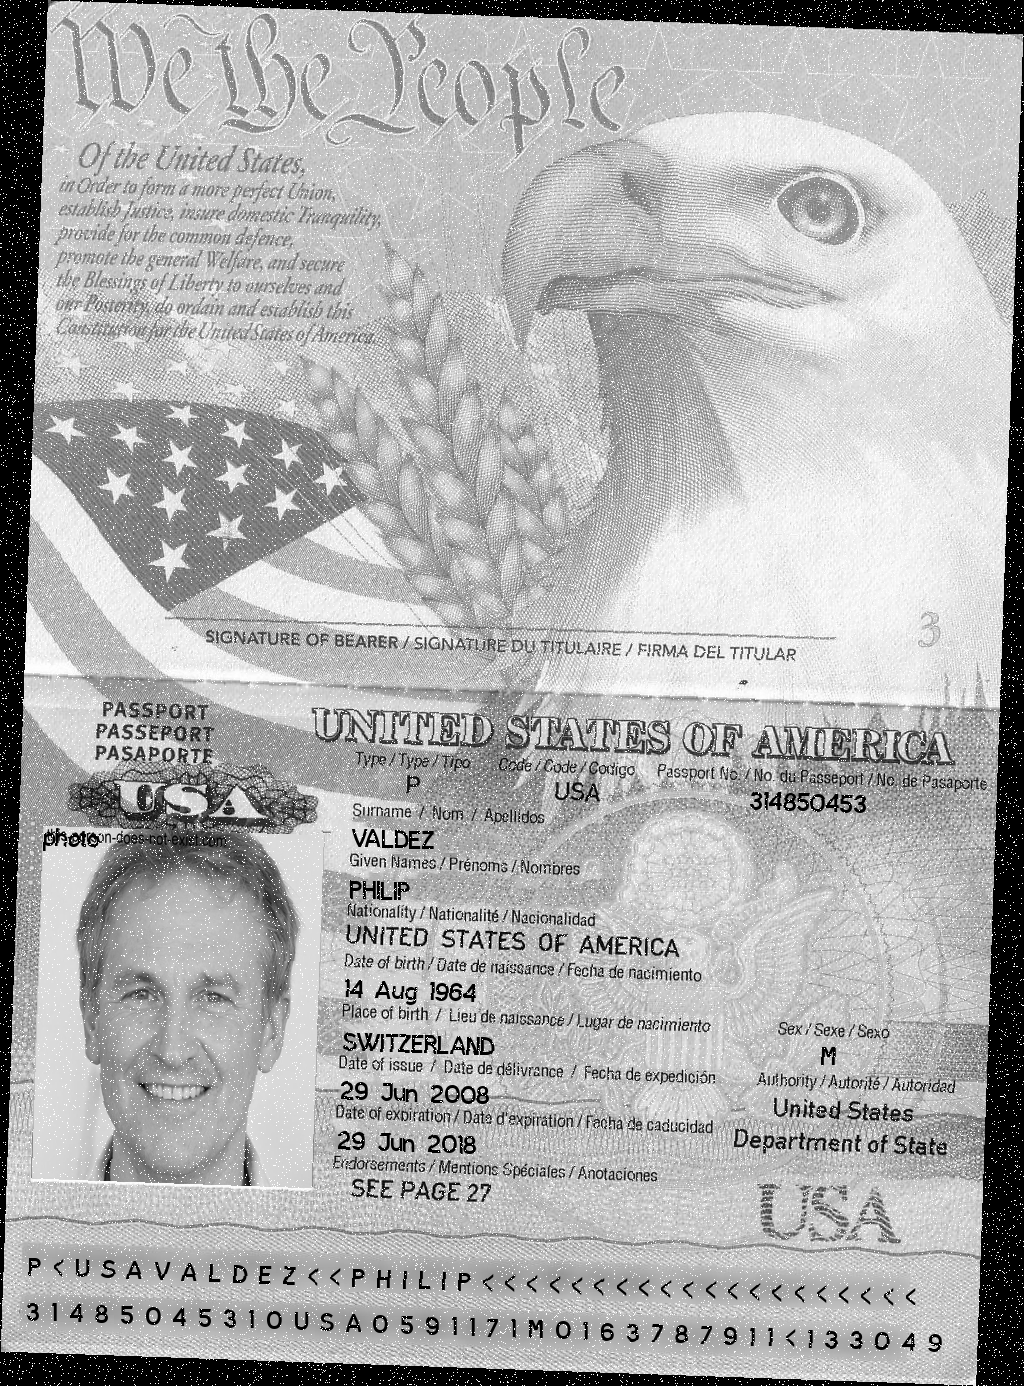 We the People
Of the United States,
in Order to form a more perfect Union,
establish Justice, insure domestic Tranquility,
provide for the common defence,
promote the general Welfare, and secure
the Blessings of Liberty to ourselves and
our Posterity, do ordain and establish this
Constitution for the United States of America.
3
SIGNATURE OF BEARER / SIGNATURE DU TITULAIRE / FIRMA DEL TITULAR
PASSPORT
PASSEPORT
PASAPORTE
USA
UNITED STATES OF AMERICA
Type / Type / Tipo Code / Code / Codigo Passport No. / No. du Passeport / No. de Pasaporte
P USA 314850453
Surname / Nom / Apellidos
VALDEZ
Given Names / Prénoms / Nombres
PHILIP
Nationality / Nationalité / Nacionalidad
UNITED STATES OF AMERICA
Date of birth / Date de naissance / Fecha de nacimiento
14 Aug 1964
Place of birth / Lieu de naissance / Lugar de nacimiento
SWITZERLAND
Sex / Sexe / Sexo
M
Date of issue / Date de délivrance / Fecha de expedición
29 Jun 2008
Authority / Autorité / Autoridad
United States
Department of State
Date of expiration / Date d'expiration / Fecha de caducidad
29 Jun 2018
Endorsements / Mentions Spéciales / Anotaciones
SEE PAGE 27
USA
photo
P<USAVALDEZ<<PHILIP<<<<<<<<<<<<<<<<<<<<<<<<
3148504531OUSA0591171M0163787911<133049